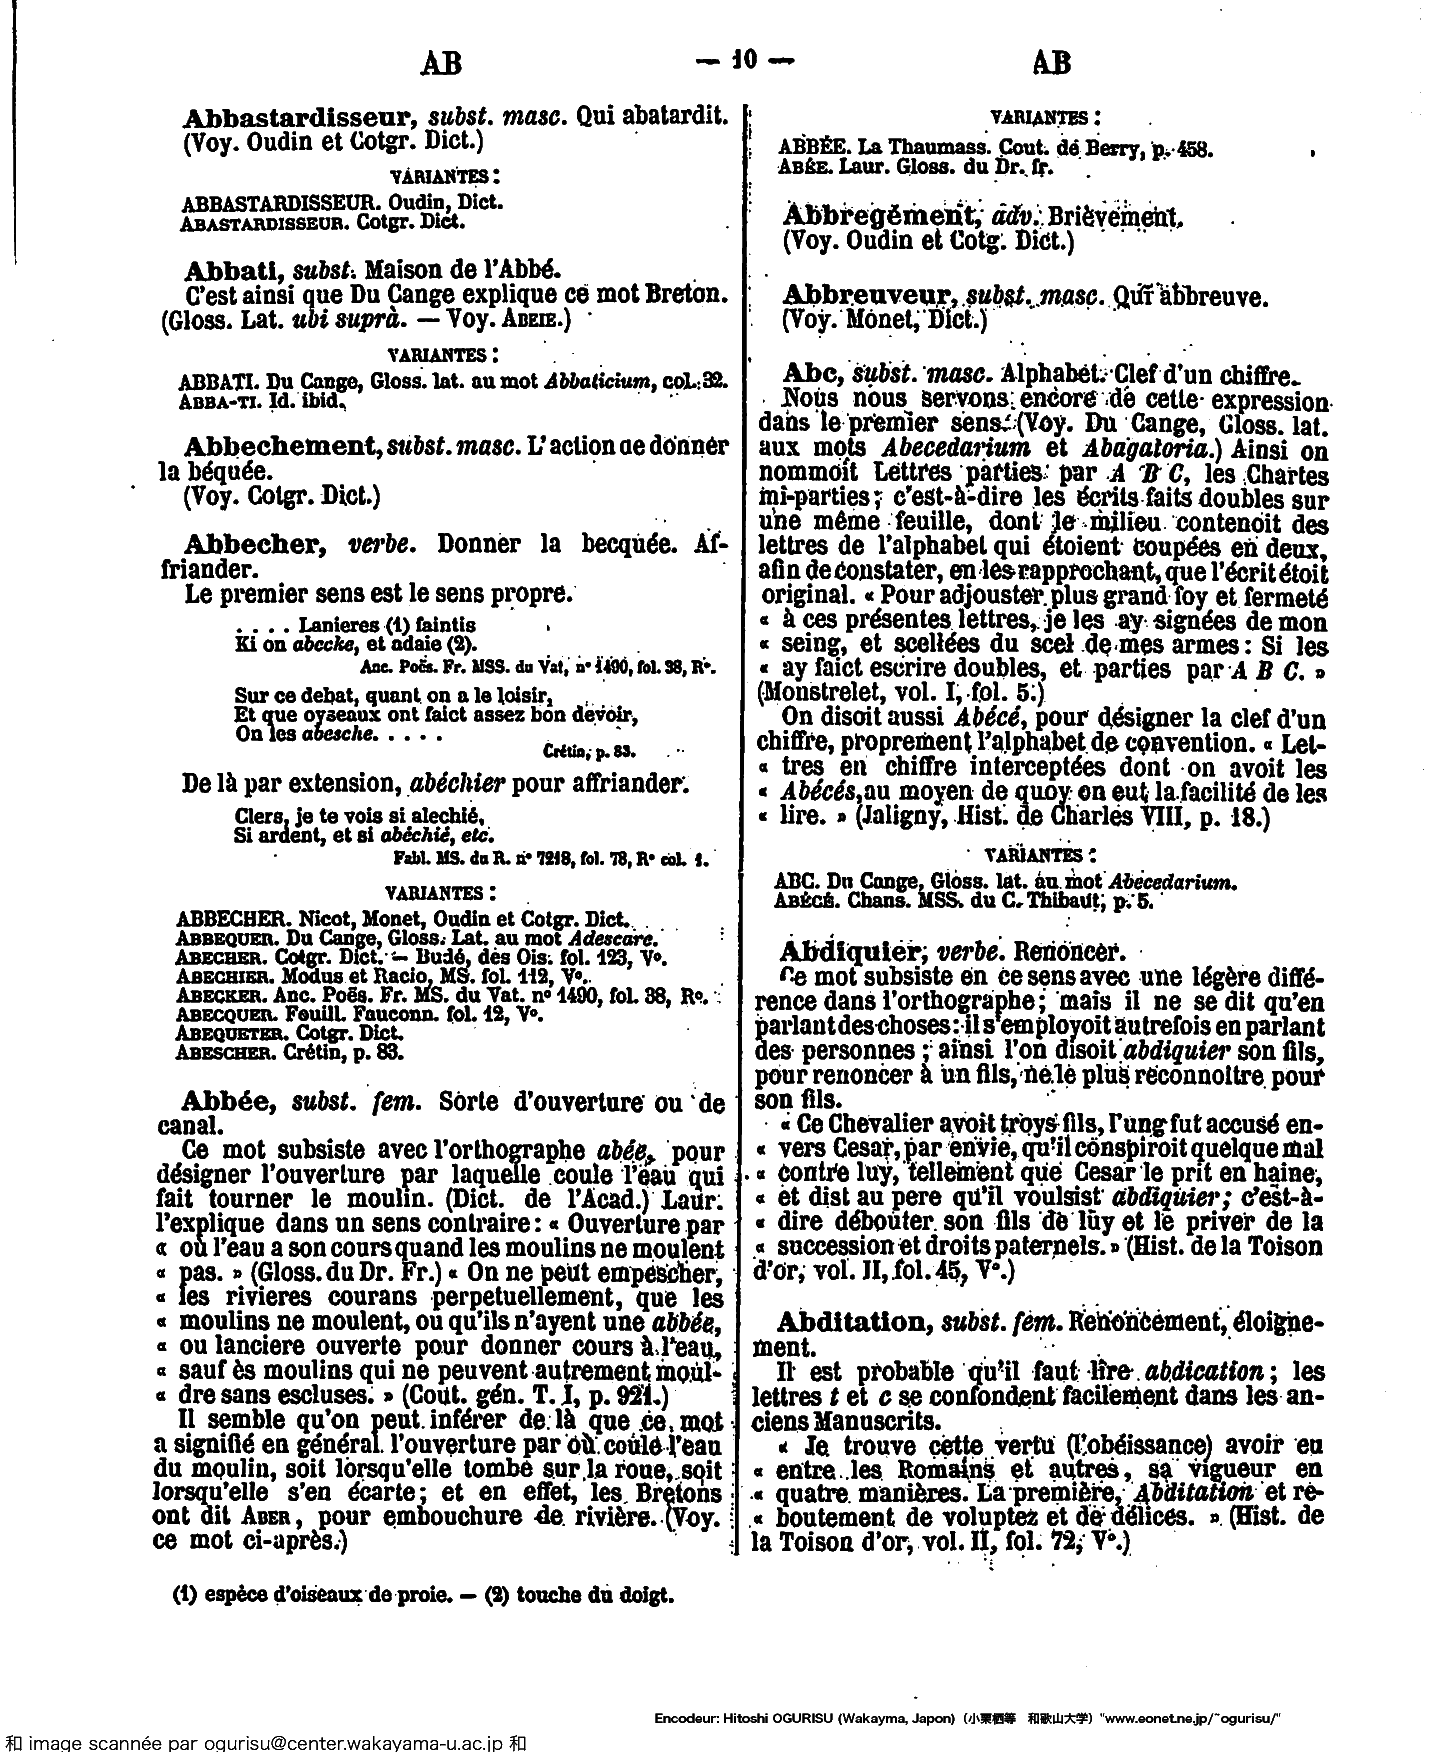 AB
— 10 —
AB
Abbastardisseur, subst. masc. Qui abatardit.
(Voy. Oudin et Cotgr. Dict.)
VARIANTES :
ABBASTARDISSEUR. Oudin, Dict.
ABASTARDISSEUR. Cotgr. Dict.
Abbati, subst. Maison de l'Abbé.
C'est ainsi que Du Cange explique ce mot Breton.
(Gloss. Lat. ubi suprà. — Voy. ABEIE.)
VARIANTES :
ABBATI. Du Cange, Gloss. lat. au mot Abbaticium, col. 32.
ABBA-TI. Id. ibid.
Abbechement, subst. masc. L'action de donner
la béquée.
(Voy. Cotgr. Dict.)
Abbecher, verbe. Donner la becquée. Af-
friander.
Le premier sens est le sens propre.
. . . . Lanieres (1) faintis
Ki on abecke, et adaie (2).
Anc. Poës. Fr. MSS. du Vat, n° 1490, fol. 38, R°.
Sur ce debat, quant on a le loisir,
Et que oyseaux ont faict assez bon devoir,
On les abesche. . . . .
Crétin, p. 83.
De là par extension, abéchier pour affriander.
Clers, je te vois si alechié,
Si ardent, et si abéchié, etc.
Fabl. MS. du R. n° 7218, fol. 78, R° col. 1.
VARIANTES :
ABBECHER. Nicot, Monet, Oudin et Cotgr. Dict.
ABBEQUER. Du Cange, Gloss. Lat. au mot Adescare.
ABECHER. Cotgr. Dict. — Budé, des Ois. fol. 123, V°.
ABECHIER. Modus et Racio, MS. fol. 112, V°.
ABECKER. Anc. Poës. Fr. MS. du Vat. n° 1490, fol. 38, R°.
ABECQUER. Feuill. Fauconn. fol. 12, V°.
ABEQUETER. Cotgr. Dict.
ABESCHER. Crétin, p. 83.
Abbée, subst. fem. Sorte d'ouverture ou de
canal.
Ce mot subsiste avec l'orthographe abée, pour
désigner l'ouverture par laquelle coule l'eau qui
fait tourner le moulin. (Dict. de l'Acad.) Laur.
l'explique dans un sens contraire : « Ouverture par
« où l'eau a son cours quand les moulins ne moulent
« pas. » (Gloss. du Dr. Fr.) « On ne peut empescher,
« les rivieres courans perpetuellement, que les
« moulins ne moulent, ou qu'ils n'ayent une abbée,
« ou lanciere ouverte pour donner cours à l'eau,
« sauf ès moulins qui ne peuvent autrement moul-
« dre sans escluses. » (Cout. gén. T. I, p. 921.)
Il semble qu'on peut inférer de là que ce mot
a signifié en général l'ouverture par où coule l'eau
du moulin, soit lorsqu'elle tombe sur la roue, soit
lorsqu'elle s'en écarte ; et en effet, les Bretons
ont dit ABER, pour embouchure de rivière. (Voy.
ce mot ci-après.)
VARIANTES :
ABBÉE. La Thaumass. Cout. de Berry, p. 458.
ABÉE. Laur. Gloss. du Dr. fr.
Abbregément, adv. Brièvement.
(Voy. Oudin et Cotg. Dict.)
Abbreuveur, subst. masc. Qui abbreuve.
(Voy. Monet, Dict.)
Abc, subst. masc. Alphabet. Clef d'un chiffre.
Nous nous servons encore de cette expression
dans le premier sens. (Voy. Du Cange, Gloss. lat.
aux mots Abecedarium et Abagatoria.) Ainsi on
nommoit Lettres parties par A B C, les Chartes
mi-parties ; c'est-à-dire les écrits faits doubles sur
une même feuille, dont le milieu contenoit des
lettres de l'alphabet qui étoient coupées en deux,
afin de constater, en les rapprochant, que l'écrit étoit
original. « Pour adjouster plus grand foy et fermeté
« à ces présentes lettres, je les ay signées de mon
« seing, et scellées du scel de mes armes : Si les
« ay faict escrire doubles, et parties par A B C. »
(Monstrelet, vol. I, fol. 5.)
On disoit aussi Abécé, pour désigner la clef d'un
chiffre, proprement l'alphabet de convention. « Let-
« tres en chiffre interceptées dont on avoit les
« Abécés, au moyen de quoy on eut la facilité de les
« lire. » (Jaligny, Hist. de Charles VIII, p. 18.)
VARIANTES :
ABC. Du Cange, Gloss. lat. au mot Abecedarium.
ABÉCÉ. Chans. MSS. du C. Thibault, p. 5.
Abdiquier, verbe. Renoncer.
Ce mot subsiste en ce sens avec une légère diffé-
rence dans l'orthographe ; mais il ne se dit qu'en
parlant des choses : il s'employoit autrefois en parlant
des personnes ; ainsi l'on disoit abdiquier son fils,
pour renoncer à un fils, ne le plus reconnoitre pour
son fils.
« Ce Chevalier avoit troys fils, l'ung fut accusé en-
« vers Cesar, par envie, qu'il conspiroit quelque mal
« contre luy, tellement que Cesar le prit en haine,
« et dist au pere qu'il voulsist abdiquier ; c'est-à-
« dire débouter son fils de luy et le priver de la
« succession et droits paternels. » (Hist. de la Toison
d'or, vol. II, fol. 45, V°.)
Abditation, subst. fem. Renoncement, éloigne-
ment.
Il est probable qu'il faut lire abdication ; les
lettres t et c se confondent facilement dans les an-
ciens Manuscrits.
« Je trouve cette vertu (l'obéissance) avoir eu
« entre les Romains et autres, sa vigueur en
« quatre manières. La première, Abditation et re-
« boutement de voluptez et de délices. » (Hist. de
la Toison d'or, vol. II, fol. 72, V°.)
(1) espèce d'oiseaux de proie. — (2) touche du doigt.
Encodeur: Hitoshi OGURISU (Wakayma, Japon) (小栗栖等 和歌山大学) "www.eonet.ne.jp/~ogurisu/"
和 image scannée par ogurisu@center.wakayama-u.ac.jp 和